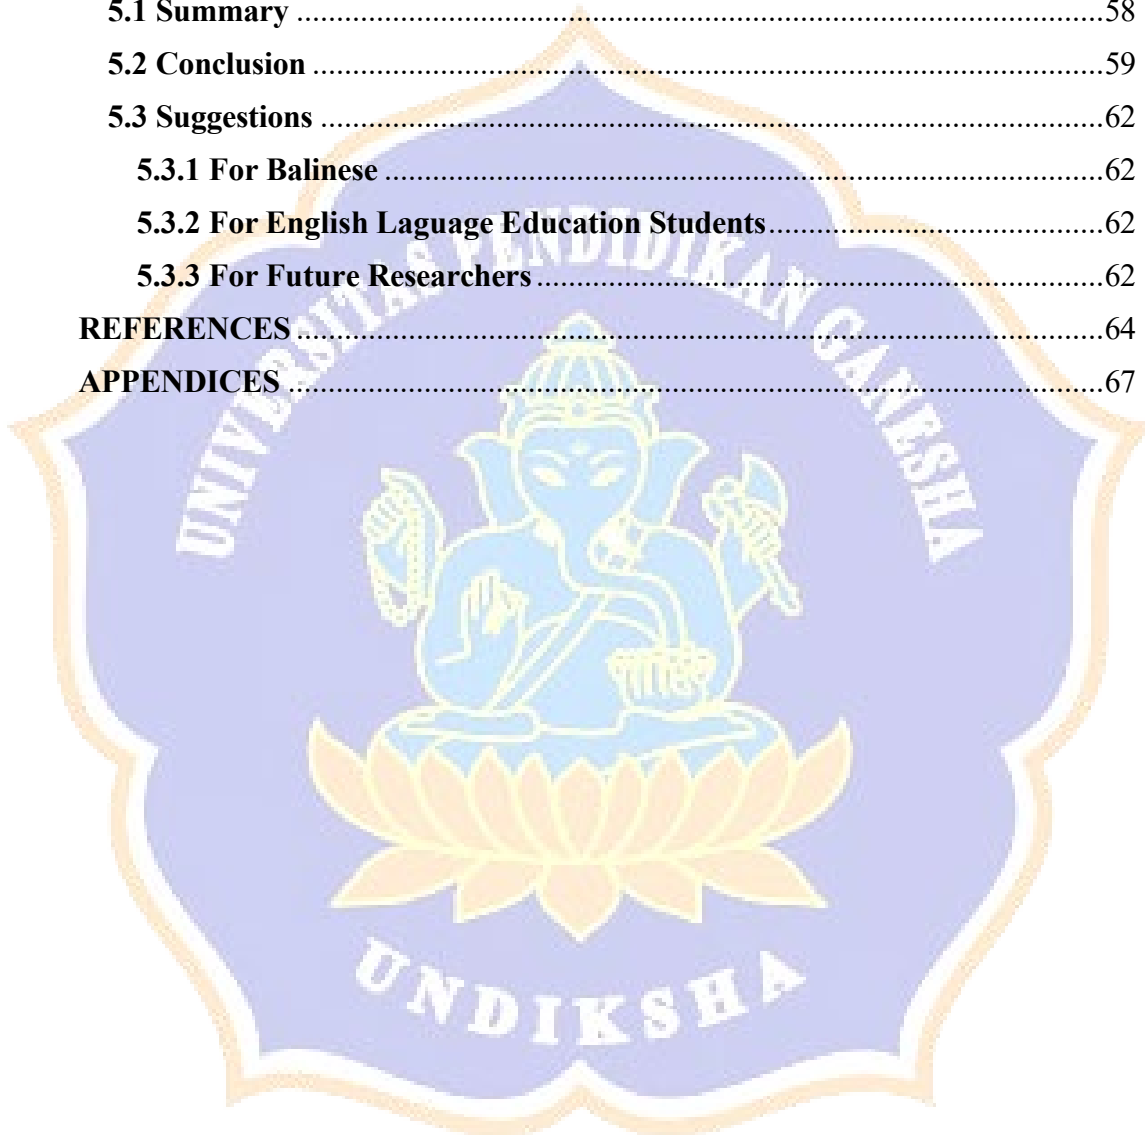 5.1 Summary ........................................................................................................58
5.2 Conclusion ......................................................................................................59
5.3 Suggestions .....................................................................................................62
5.3.1 For Balinese ............................................................................................62
5.3.2 For English Laguage Education Students...........................................62
5.3.3 For Future Researchers.........................................................................62
REFERENCES .....................................................................................................64
APPENDICES ......................................................................................................67
UNIVERSITAS PENDIDIKAN GANESHA
UNDIKSHA